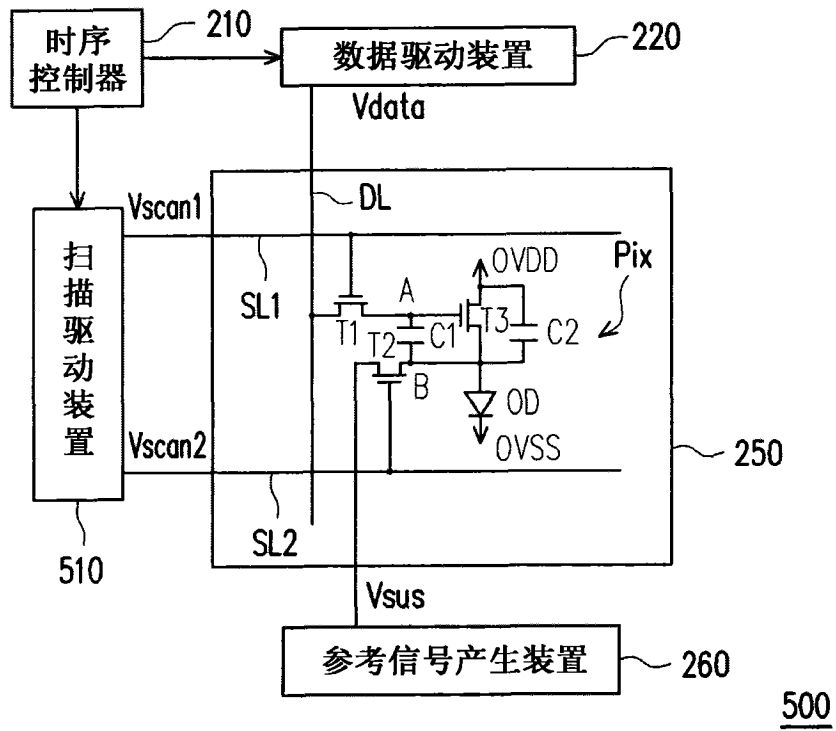 时序
控制器
210
数据驱动装置
220
Vdata
DL
Vscan1
SL1
扫描驱动装置
510
OVDD
Pix
A
T1
T3
C1
C2
T2
B
OD
OVSS
Vscan2
SL2
250
Vsus
参考信号产生装置
260
500